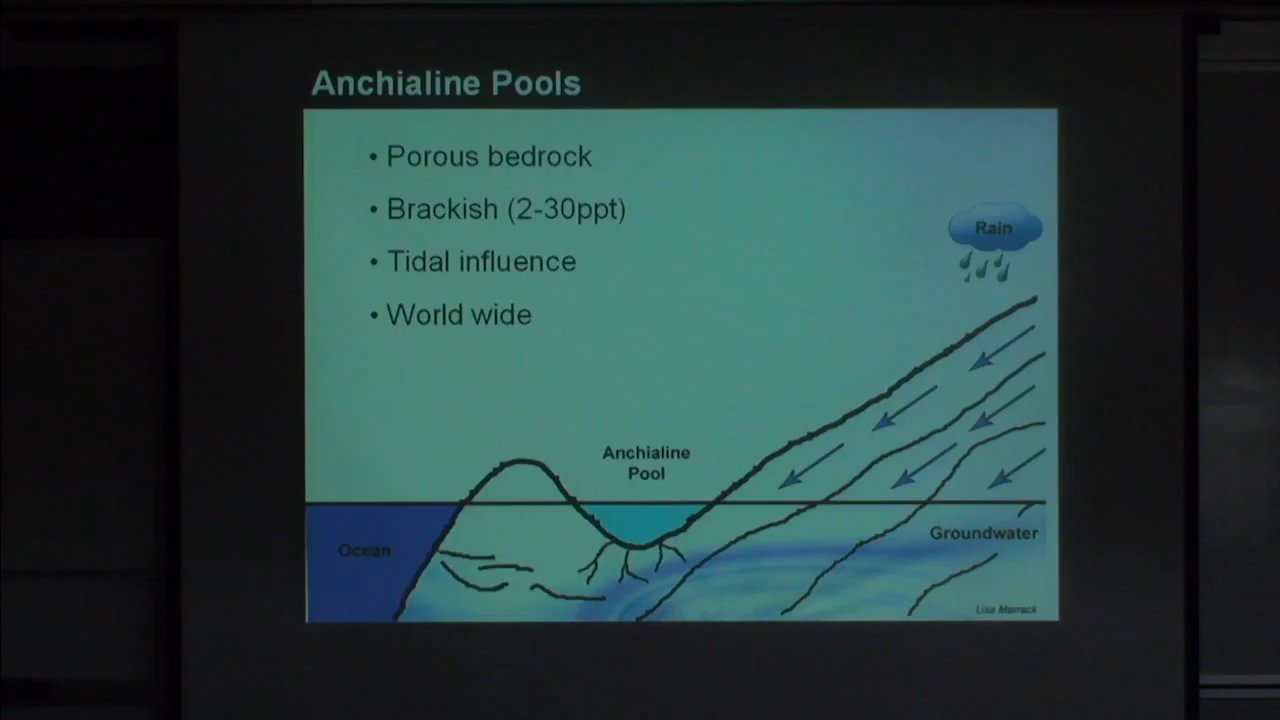 Anchialine Pools
• Porous bedrock
• Brackish (2-30ppt)
• Tidal influence
• World wide
Rain
Anchialine
Pool
Ocean
Groundwater
Lisa Marrack